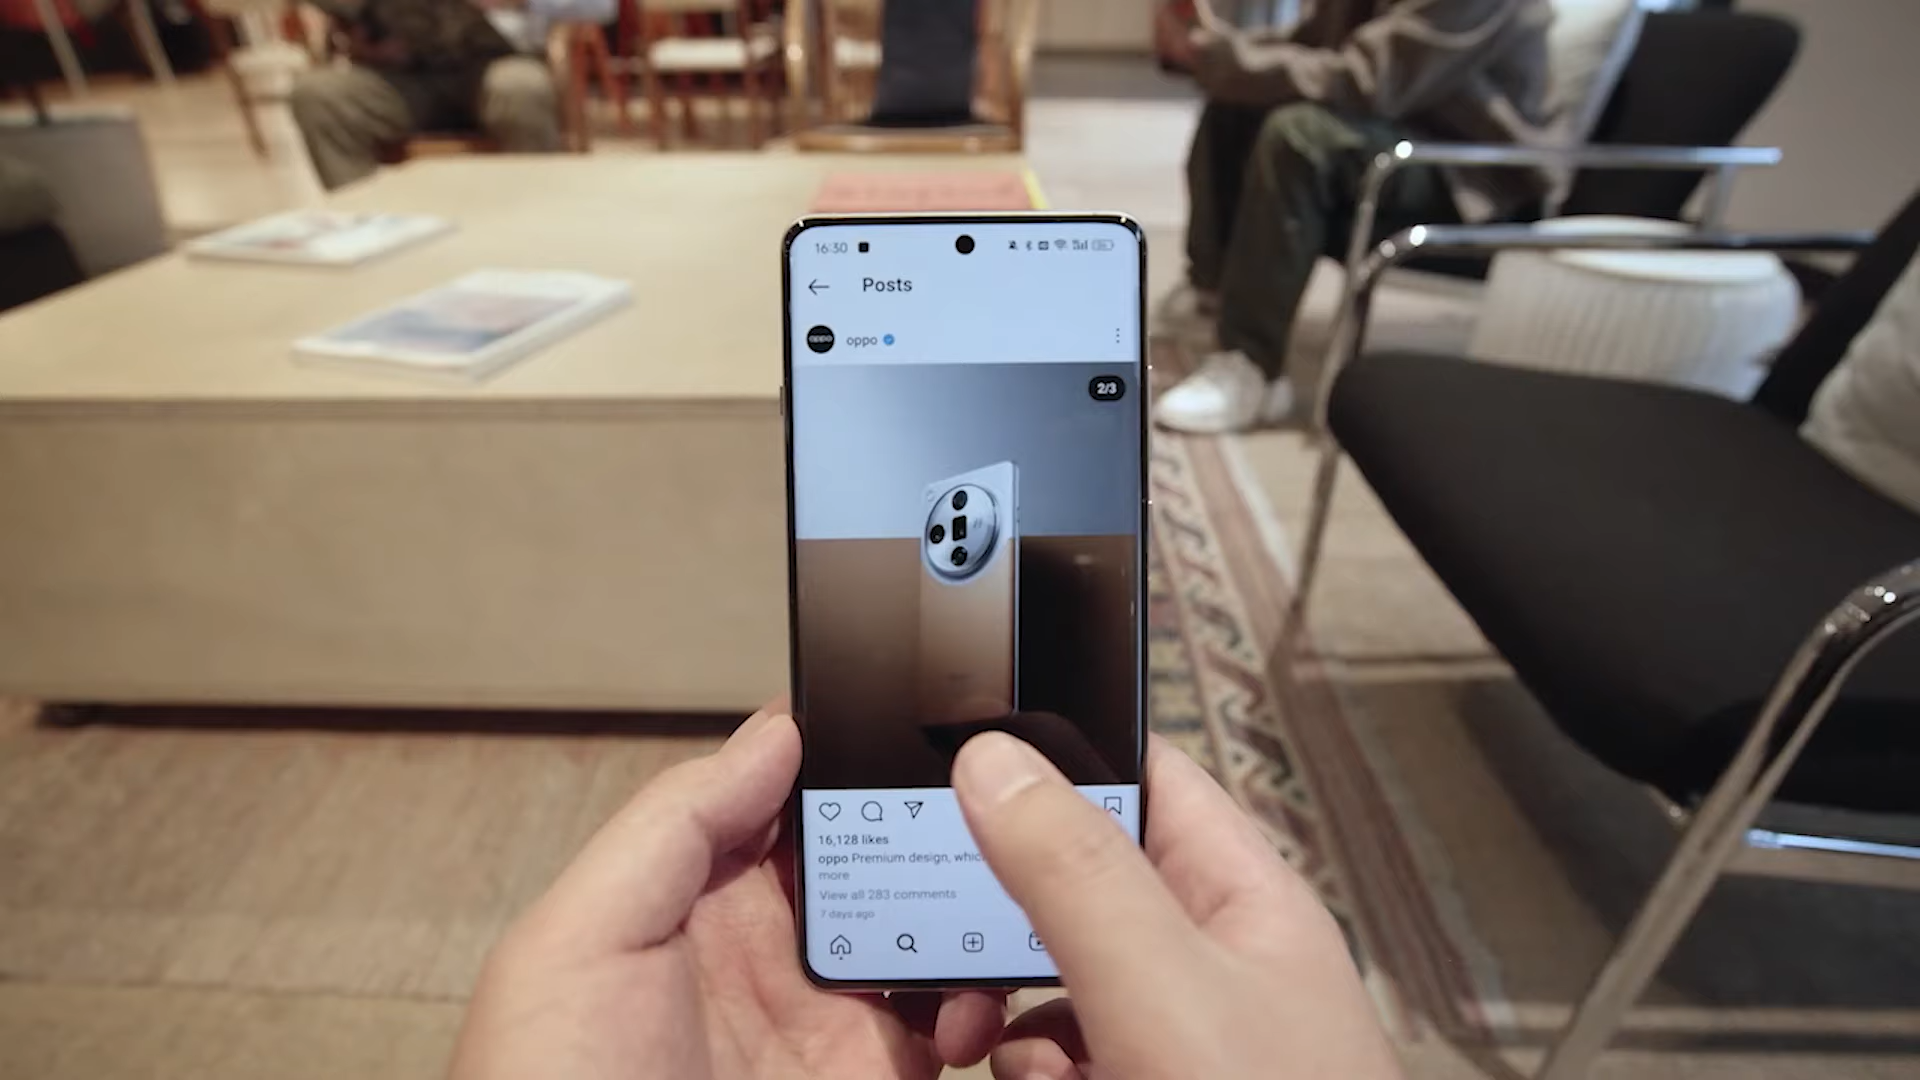 16:30
Posts
oppo
oppo
2/3
16,128 likes
oppo Premium design, whic
more
View all 283 comments
7 days ago